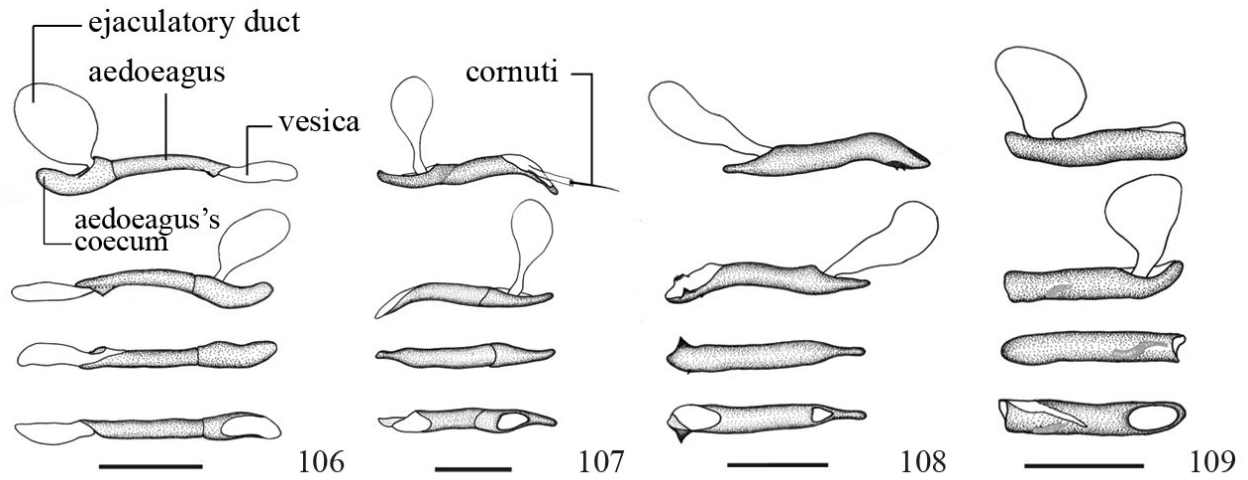 ejaculatory duct
aedoeagus
cornuti
vesica
aedoeagus's
coecum
106
107
108
109